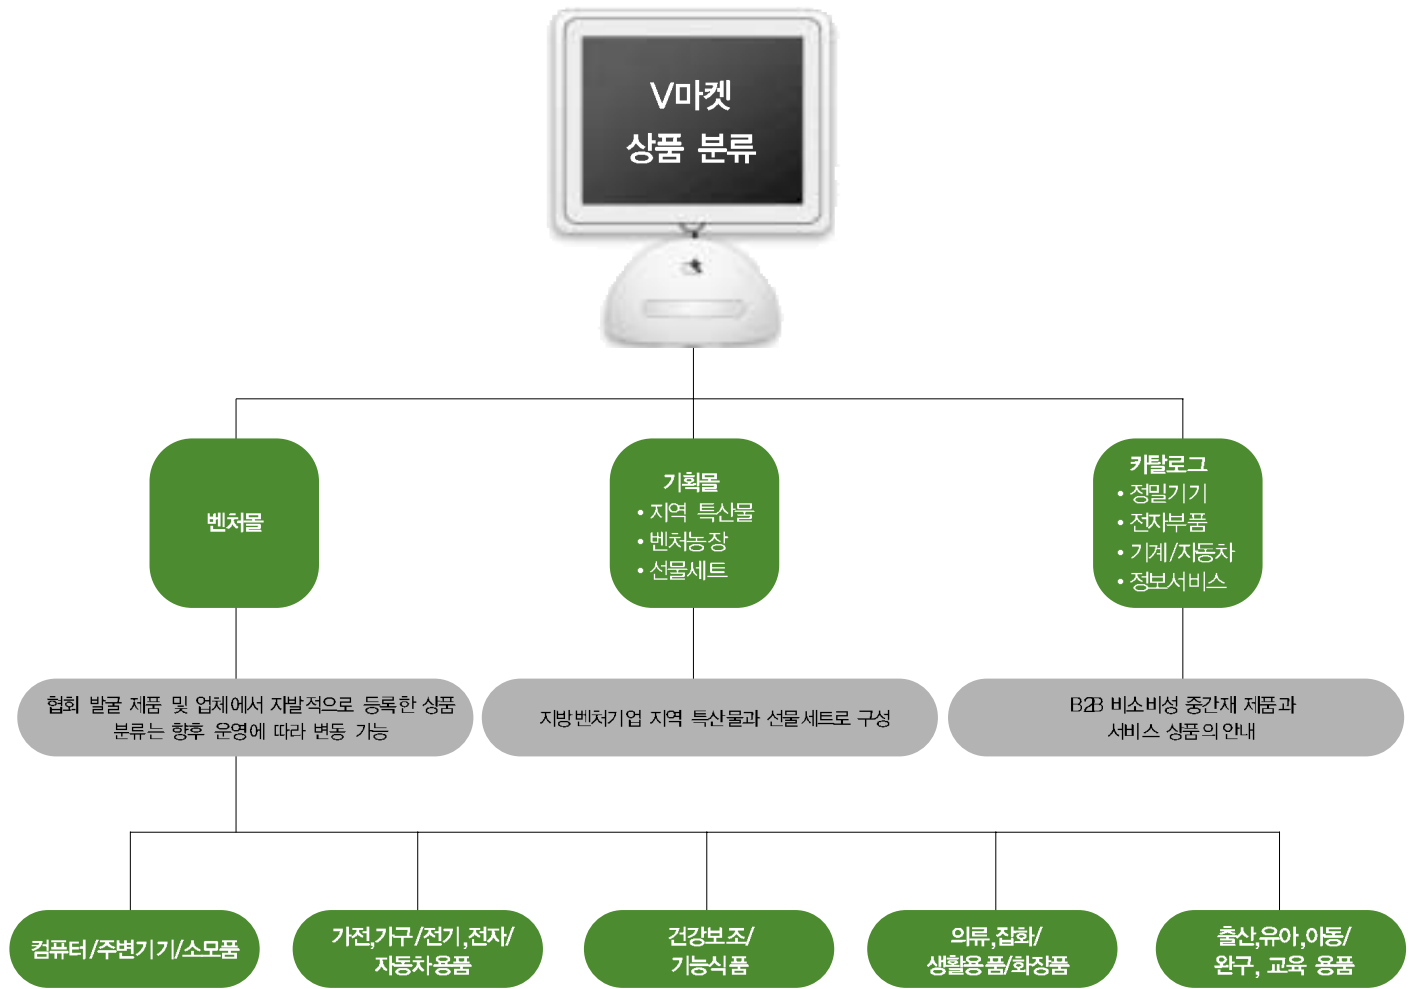 V마켓
상품 분류
벤처몰
기획몰
• 지역 특산물
• 벤처농장
• 선물세트
카탈로그
• 정밀기기
• 전자부품
• 기계/자동차
• 정보서비스
협회 발굴 제품 및 업체에서 자발적으로 등록한 상품
분류는 향후 운영에 따라 변동 가능
지방벤처기업 지역 특산물과 선물세트로 구성
B2B 비소비성 중간재 제품과
서비스 상품의 안내
컴퓨터/주변기기/소모품
가전,가구/전기,전자/
자동차용품
건강보조/
기능식품
의류,잡화/
생활용품/화장품
출산,유아,아동/
완구, 교육 용품